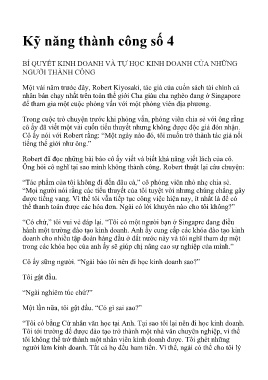 Kỹ năng thành công số 4
BÍ QUYẾT KINH DOANH VÀ TỰ HỌC KINH DOANH CỦA NHỮNG
NGƯỜI THÀNH CÔNG
Một vài năm trước đây, Robert Kiyosaki, tác giả của cuốn sách tài chính cá
nhân bán chạy nhất trên toàn thế giới Cha giàu cha nghèo đang ở Singapore
để tham gia một cuộc phỏng vấn với một phóng viên địa phương.
Trong cuộc trò chuyện trước khi phỏng vấn, phóng viên chia sẻ với ông rằng
cô ấy đã viết một vài cuốn tiểu thuyết nhưng không được độc giả đón nhận.
Cô ấy nói với Robert rằng: "Một ngày nào đó, tôi muốn trở thành tác giả nổi
tiếng thế giới như ông".
Robert đã đọc những bài báo cô ấy viết và biết khả năng viết lách của cô.
Ông hỏi cô nghĩ tại sao mình không thành công. Robert thuật lại câu chuyện:
"Tác phẩm của tôi không đi đến đâu cả," cô phóng viên nhỏ nhẹ chia sẻ.
"Mọi người nói rằng các tiểu thuyết của tôi tuyệt vời nhưng chúng chẳng gây
được tiếng vang. Vì thế tôi vẫn tiếp tục công việc hiện nay, ít nhất là để có
thể thanh toán được các hóa đơn. Ngài có lời khuyên nào cho tôi không?"
"Có chứ," tôi vui vẻ đáp lại. "Tôi có một người bạn ở Singapre đang điều
hành một trường đào tạo kinh doanh. Anh ấy cung cấp các khóa đào tạo kinh
doanh cho nhiều tập đoàn hàng đầu ở đất nước này và tôi nghĩ tham dự một
trong các khóa học của anh ấy sẽ giúp chị nâng cao sự nghiệp của mình."
Cô ấy sững người. "Ngài bảo tôi nên đi học kinh doanh sao?"
Tôi gật đầu.
"Ngài nghiêm túc chứ?"
Một lần nữa, tôi gật đầu. "Có gì sai sao?"
"Tôi có bằng Cử nhân văn học tại Anh. Tại sao tôi lại nên đi học kinh doanh.
Tôi tới trường để được đào tạo trở thành một nhà văn chuyên nghiệp, vì thế
tôi không thể trở thành một nhân viên kinh doanh được. Tôi ghét những
người làm kinh doanh. Tất cả họ đều ham tiền. Vì thế, ngài có thể cho tôi lý